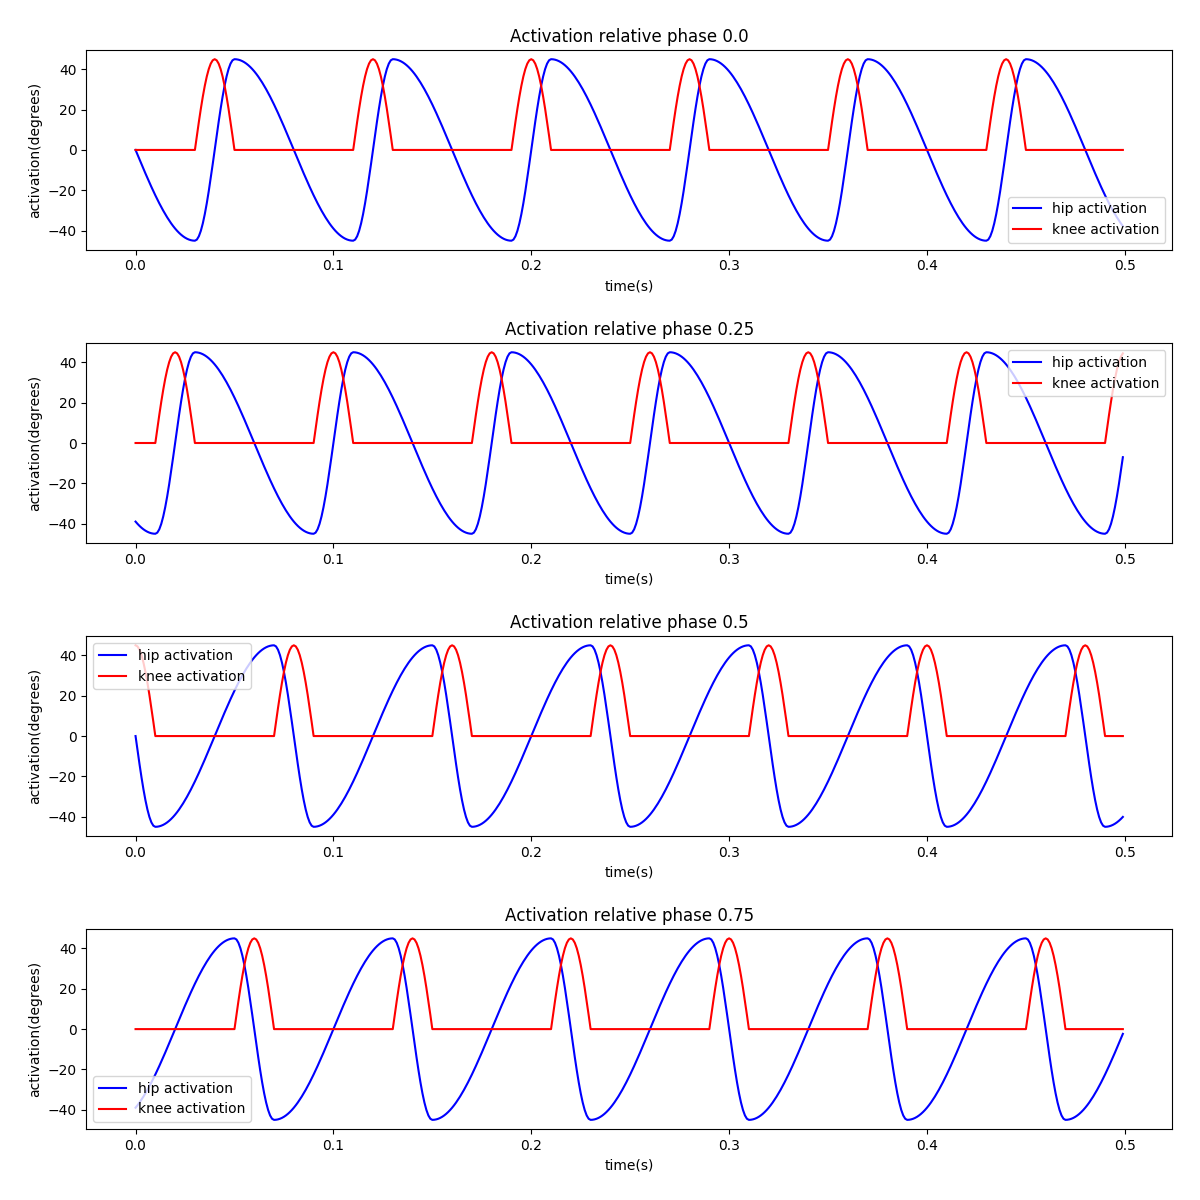 Activation relative phase 0.0
activation(degrees)
40
20
0
−20
−40
hip activation
knee activation
0.0 0.1 0.2 0.3 0.4 0.5
time(s)
Activation relative phase 0.25
activation(degrees)
40
20
0
−20
−40
hip activation
knee activation
0.0 0.1 0.2 0.3 0.4 0.5
time(s)
Activation relative phase 0.5
activation(degrees)
40
20
0
−20
−40
hip activation
knee activation
0.0 0.1 0.2 0.3 0.4 0.5
time(s)
Activation relative phase 0.75
activation(degrees)
40
20
0
−20
−40
hip activation
knee activation
0.0 0.1 0.2 0.3 0.4 0.5
time(s)